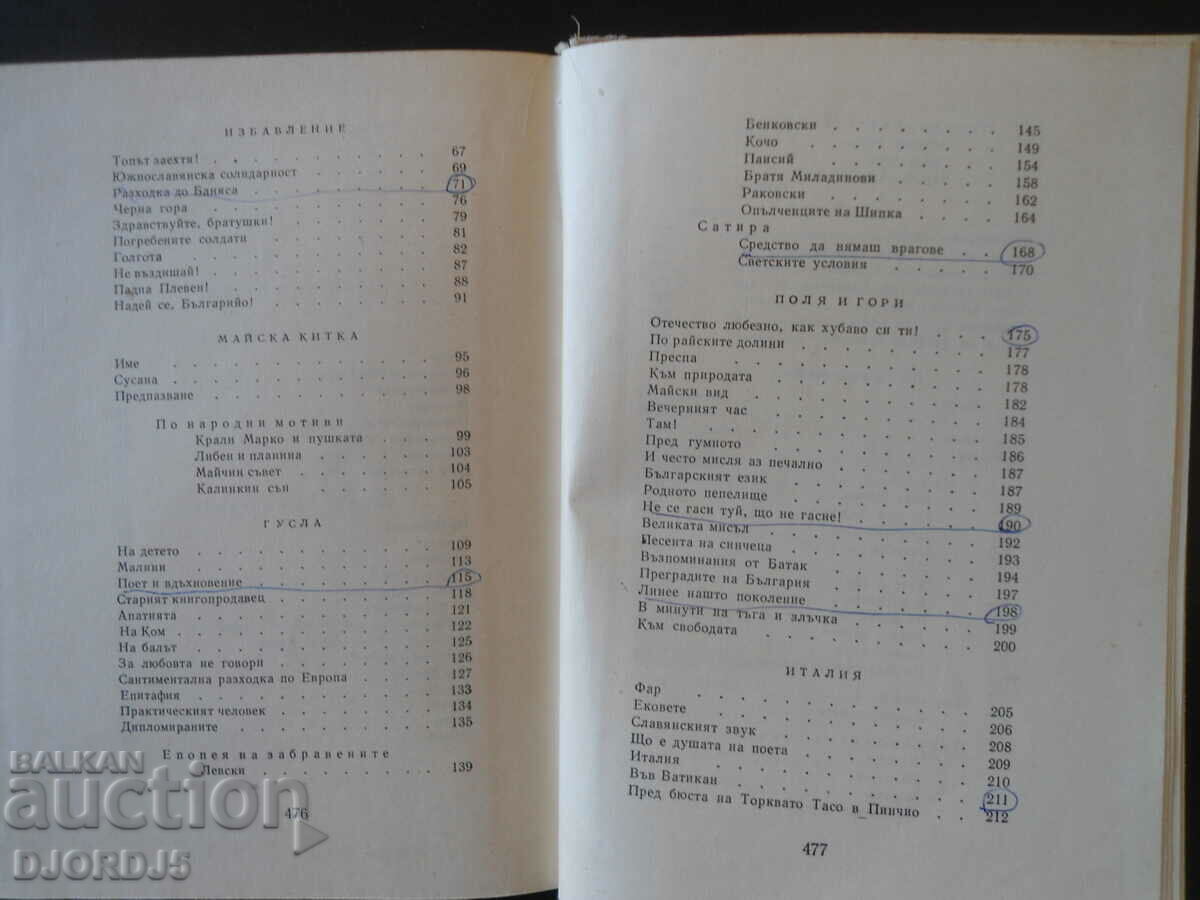 ИЗБАВЛЕНИЕ
Топът заехтя! . . . . . . . . . . 67
Южнославянска солидарност . . . . . 69
Разходка до Баняса . . . . . . . . 71
Черна гора . . . . . . . . . . . 76
Здравствуйте, братушки! . . . . . . . 79
Погребените солдати . . . . . . . . 81
Голгота . . . . . . . . . . . . 82
Не въздишай! . . . . . . . . . . 87
Падна Плевен! . . . . . . . . . . 88
Надей се, Българийо! . . . . . . . . 91
МАЙСКА КИТКА
Име . . . . . . . . . . . . . 95
Сусана . . . . . . . . . . . . 96
Предпазване . . . . . . . . . . . 98
По народни мотиви
Крали Марко и пушката . . . . 99
Либен и планина . . . . . . 103
Майчин съвет . . . . . . . 104
Калинкин сън . . . . . . . 105
ГУСЛА
На детето . . . . . . . . . . . 109
Малини . . . . . . . . . . . . 113
Поет и вдъхновение . . . . . . . . 115
Старият книгопродавец . . . . . . . 118
Апатията . . . . . . . . . . . 121
На Ком . . . . . . . . . . . . 122
На балът . . . . . . . . . . . 125
За любовта не говори . . . . . . . . 126
Сантиментална разходка по Европа . . . . 127
Епитафия . . . . . . . . . . . 133
Практическият человек . . . . . . . 134
Дипломираните . . . . . . . . . . 135
Епопея на забравените
Левски . . . . . . . . . 139
476
Бенковски . . . . . . . . . 145
Кочо . . . . . . . . . . . 149
Паисий . . . . . . . . . . 154
Братя Миладинови . . . . . . 158
Раковски . . . . . . . . . 162
Опълченците на Шипка . . . . . 164
Сатира
Средство да нямаш врагове . . . 168
Светските условия . . . . . . 170
ПОЛЯ И ГОРИ
Отечество любезно, как хубаво си ти! . . . . 175
По райските долини . . . . . . . . 177
Преспа . . . . . . . . . . . . 178
Към природата . . . . . . . . . . 178
Майски вид . . . . . . . . . . . 182
Вечерният час . . . . . . . . . . 184
Там! . . . . . . . . . . . . . 185
Пред гумното . . . . . . . . . . 186
И често мисля аз печално . . . . . . . 187
Българският език . . . . . . . . . 187
Родното пепелище . . . . . . . . . 189
Не се гаси туй, що не гасне! . . . . . . 190
Великата мисъл . . . . . . . . . . 192
Песента на синчеца . . . . . . . . . 193
Възпоминания от Батак . . . . . . . . 194
Преградите на България . . . . . . . 197
Линее нашто поколение . . . . . . . . 198
В минути на тъга и злъчка . . . . . . . 199
Към свободата . . . . . . . . . . 200
ИТАЛИЯ
Фар . . . . . . . . . . . . . 205
Ековете . . . . . . . . . . . . 206
Славянският звук . . . . . . . . . 208
Що е душата на поета . . . . . . . . 209
Италия . . . . . . . . . . . . 210
Във Ватикан . . . . . . . . . . . 211
Пред бюста на Торквато Тасо в Пинчио . . 212
477
BALKAN
auction
DJORDJ5